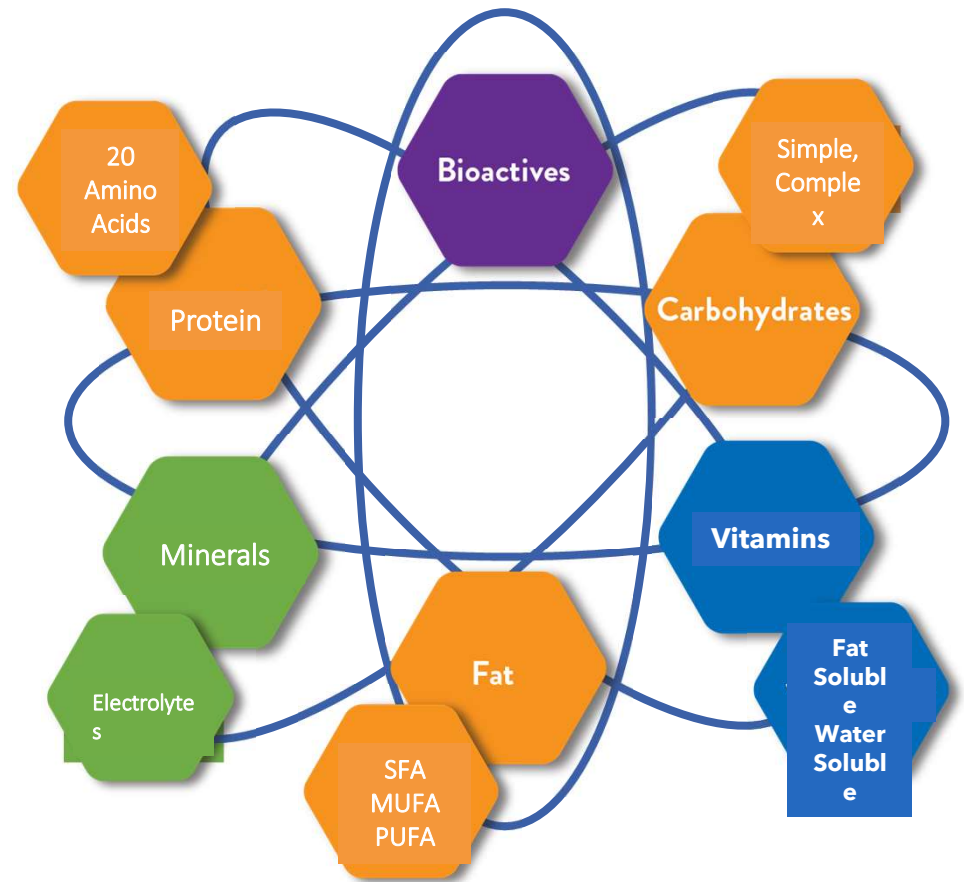 Bioactives
20
Amino
Acids
Simple,
Comple
x
Protein
Carbohydrates
Minerals
Vitamins
Electrolyte
s
Fat
SFA
MUFA
PUFA
Fat
Solubl
e
Water
Solubl
e